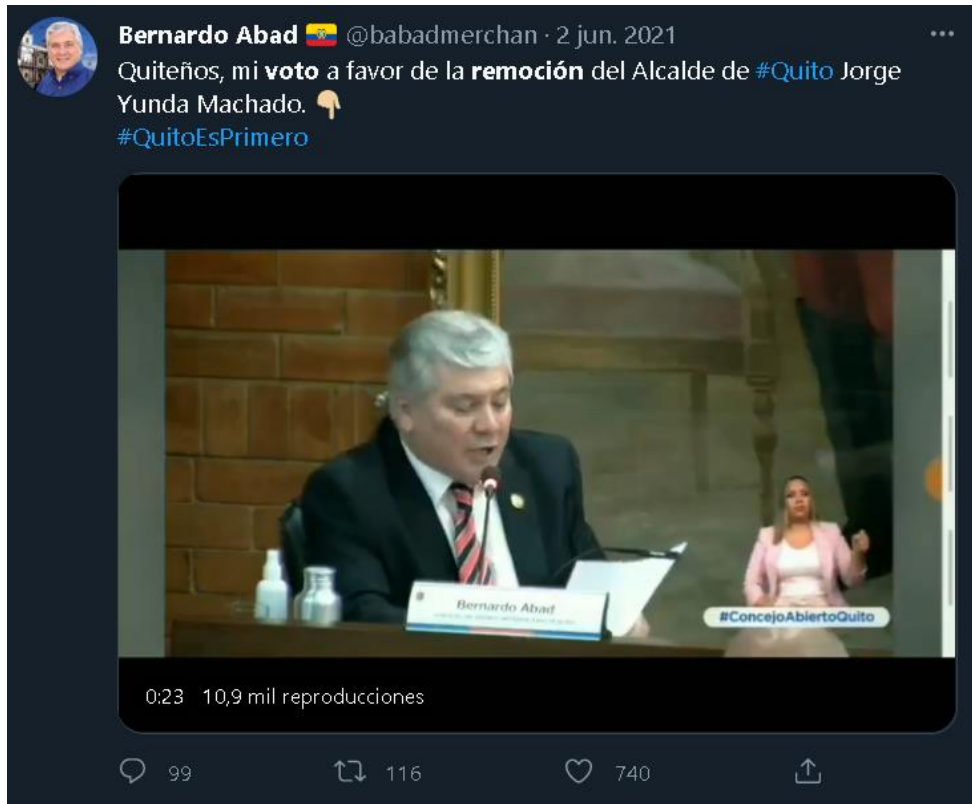 Bernardo Abad 🇪🇨 @babadmerchan · 2 jun. 2021
Quiteños, mi voto a favor de la remoción del Alcalde de #Quito Jorge
Yunda Machado. 👇🏼
#QuitoEsPrimero
Bernardo Abad
#ConcejoAbiertoQuito
0:23 10,9 mil reproducciones
99 116 740